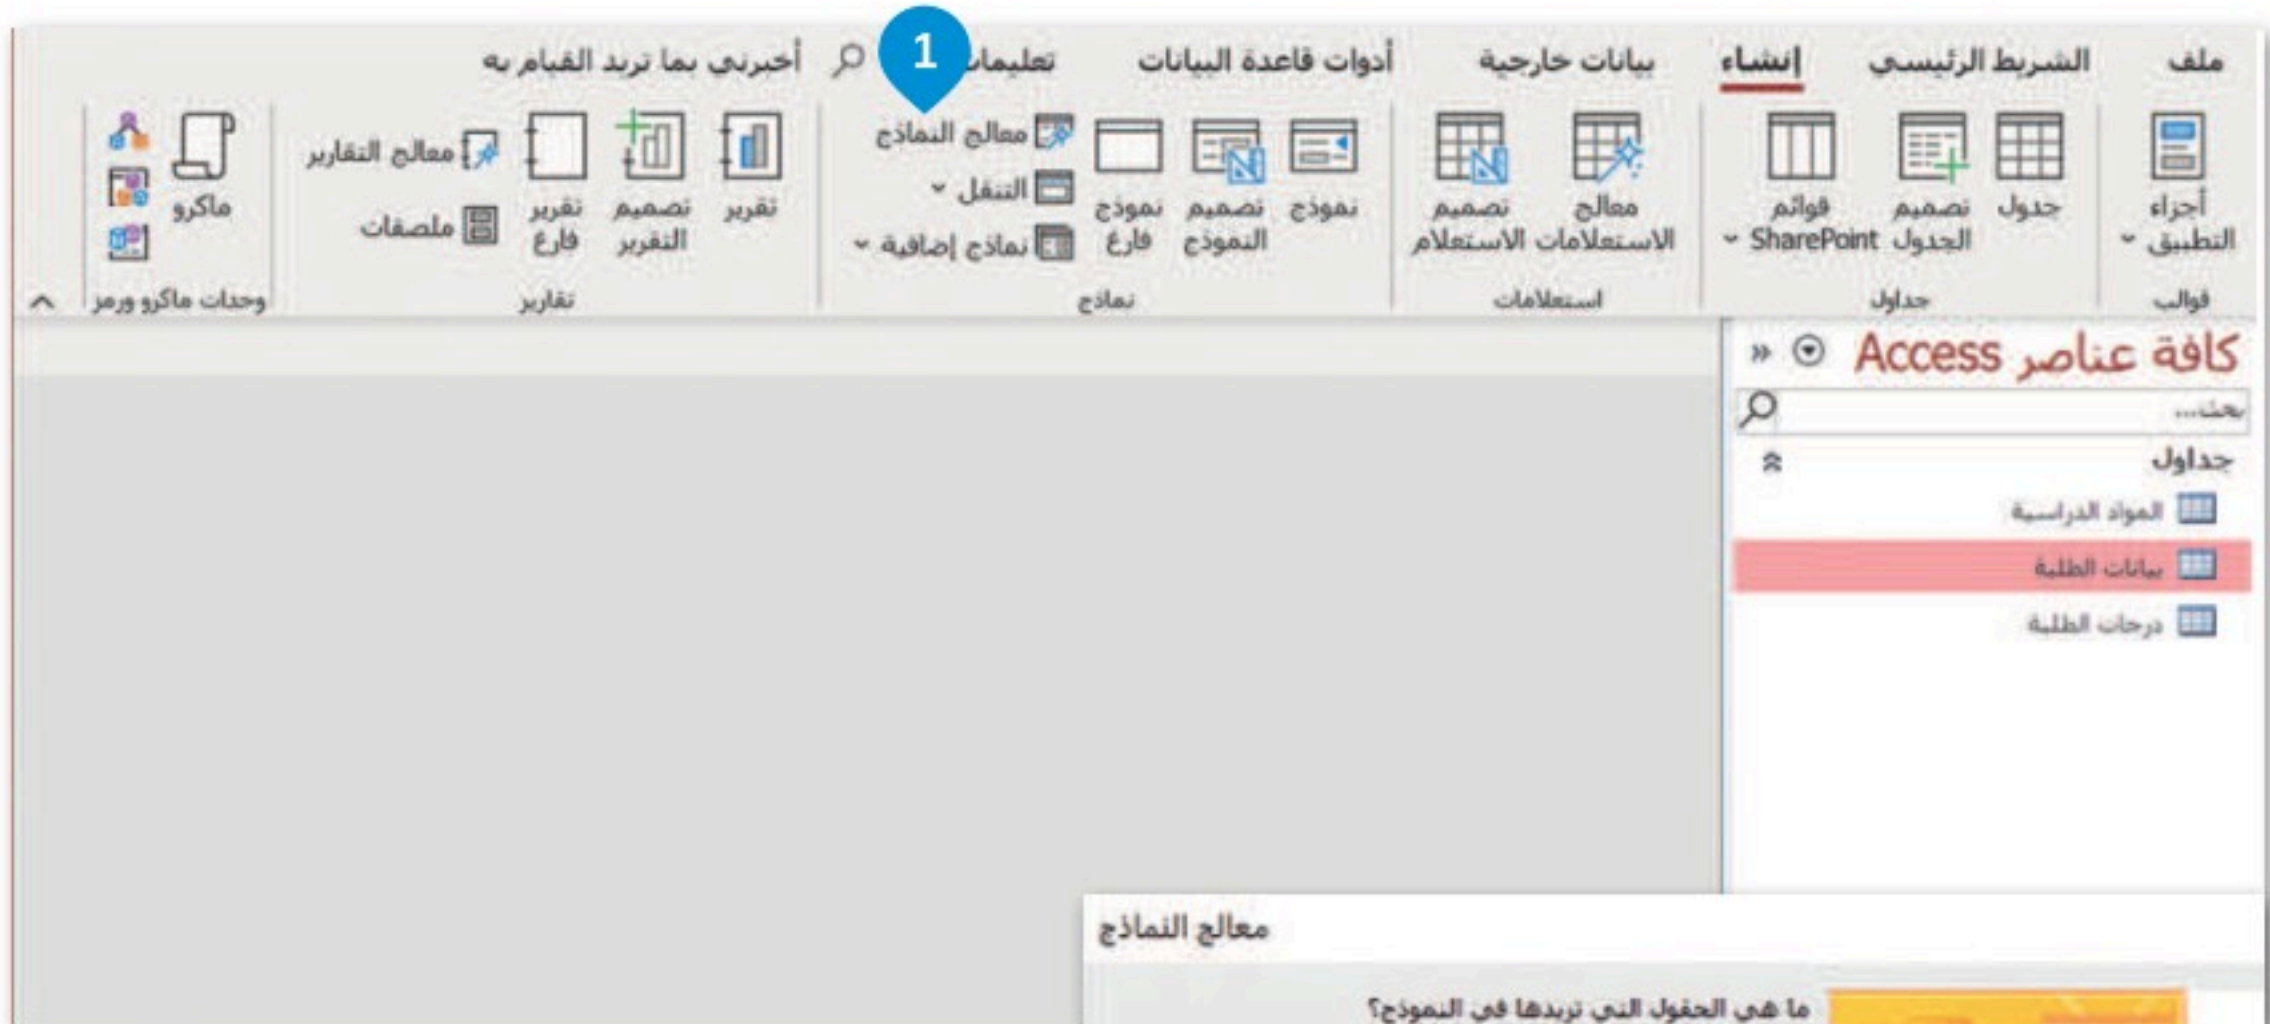 ملف الشريط الرئيسي إنشاء بيانات خارجية أدوات قاعدة البيانات تعليمات 1 أخبرني بما تريد القيام به
أجزاء التطبيق
جدول
تصميم الجدول
قوائم SharePoint
معالج الاستعلامات
تصميم الاستعلام
نموذج
تصميم النموذج
نموذج فارغ
معالج النماذج
التنقل
نماذج إضافية
تقرير
تصميم التقرير
تقرير فارغ
معالج التقارير
ملصقات
ماكرو
قوالب جداول استعلامات نماذج تقارير وحدات ماكرو ورمز
كافة عناصر Access
بحث...
جداول
المواد الدراسية
بيانات الطلبة
درجات الطلبة
معالج النماذج
ما هي الحقول التي تريدها في النموذج؟